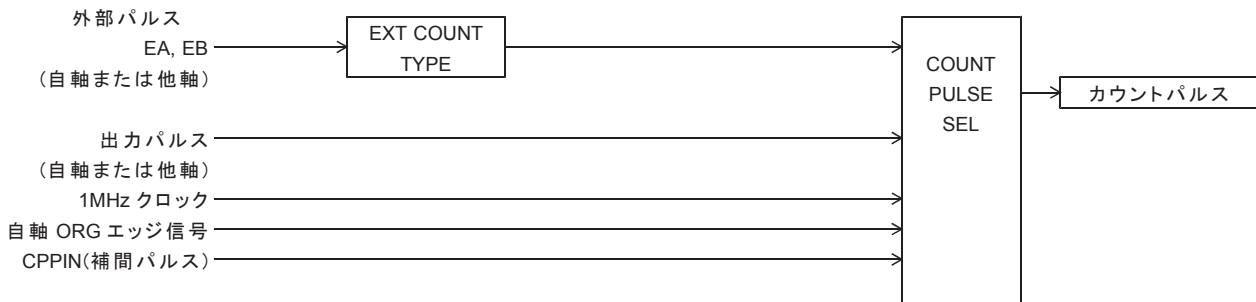 外部パルス
EA, EB
(自軸または他軸)
EXT COUNT
TYPE
出力パルス
(自軸または他軸)
1MHz クロック
自軸 ORG エッジ信号
CPPIN(補間パルス)
COUNT
PULSE
SEL
カウントパルス